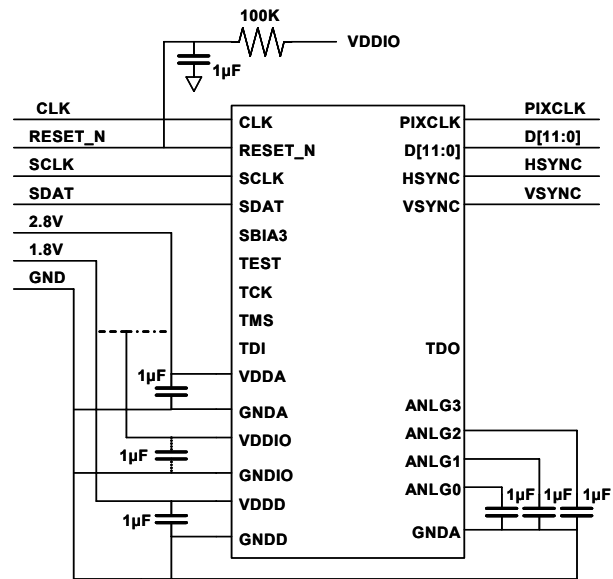 100K
VDDIO
1µF
CLK
RESET_N
SCLK
SDAT
2.8V
1.8V
GND
CLK
RESET_N
SCLK
SDAT
SBIA3
TEST
TCK
TMS
TDI
VDDA
GNDA
VDDIO
GNDIO
VDDD
GNDD
1µF
1µF
1µF
PIXCLK
D[11:0]
HSYNC
VSYNC
TDO
ANLG3
ANLG2
ANLG1
ANLG0
GNDA
PIXCLK
D[11:0]
HSYNC
VSYNC
1µF 1µF 1µF